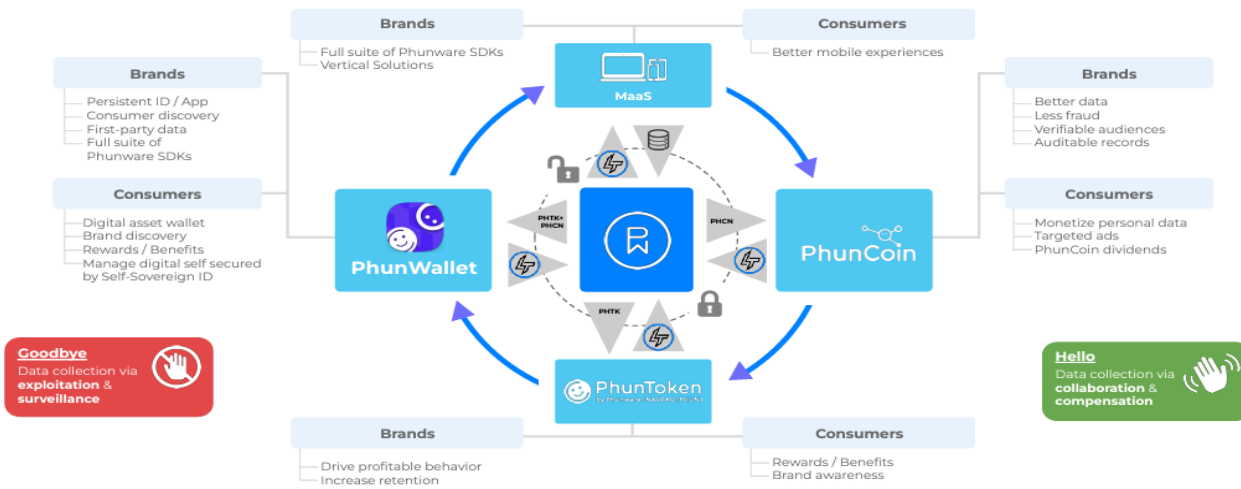 Brands
Full suite of Phunware SDKs
Vertical Solutions
Consumers
Better mobile experiences
MaaS
Brands
Persistent ID / App
Consumer discovery
First-party data
Full suite of
Phunware SDKs
Consumers
Digital asset wallet
Brand discovery
Rewards / Benefits
Manage digital self secured
by Self-Sovereign ID
PhunWallet
PHTK+
PHCN
PHCN
PHTK
PhunCoin
Brands
Better data
Less fraud
Verifiable audiences
Auditable records
Consumers
Monetize personal data
Targeted ads
PhunCoin dividends
Goodbye
Data collection via
exploitation &
surveillance
PhunToken
by Phunware (NASDAQ: PHUN)
Hello
Data collection via
collaboration &
compensation
Brands
Drive profitable behavior
Increase retention
Consumers
Rewards / Benefits
Brand awareness